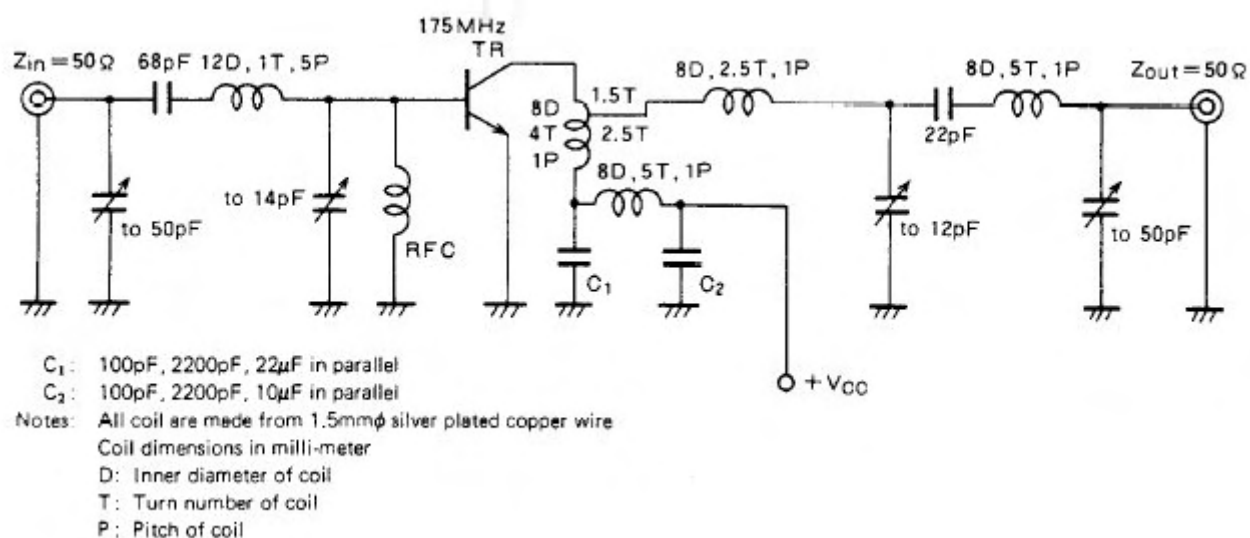 175MHz
TR
Zin=50Ω
68pF 12D, 1T, 5P
8D, 2.5T, 1P
8D, 5T, 1P
Zout=50Ω
8D
4T
1P
1.5T
2.5T
22pF
8D, 5T, 1P
to 50pF
to 14pF
RFC
C₁
C₂
to 12pF
to 50pF
+VCC
C₁: 100pF, 2200pF, 22μF in parallel
C₂: 100pF, 2200pF, 10μF in parallel
Notes: All coil are made from 1.5mmϕ silver plated copper wire
Coil dimensions in milli-meter
D: Inner diameter of coil
T: Turn number of coil
P: Pitch of coil